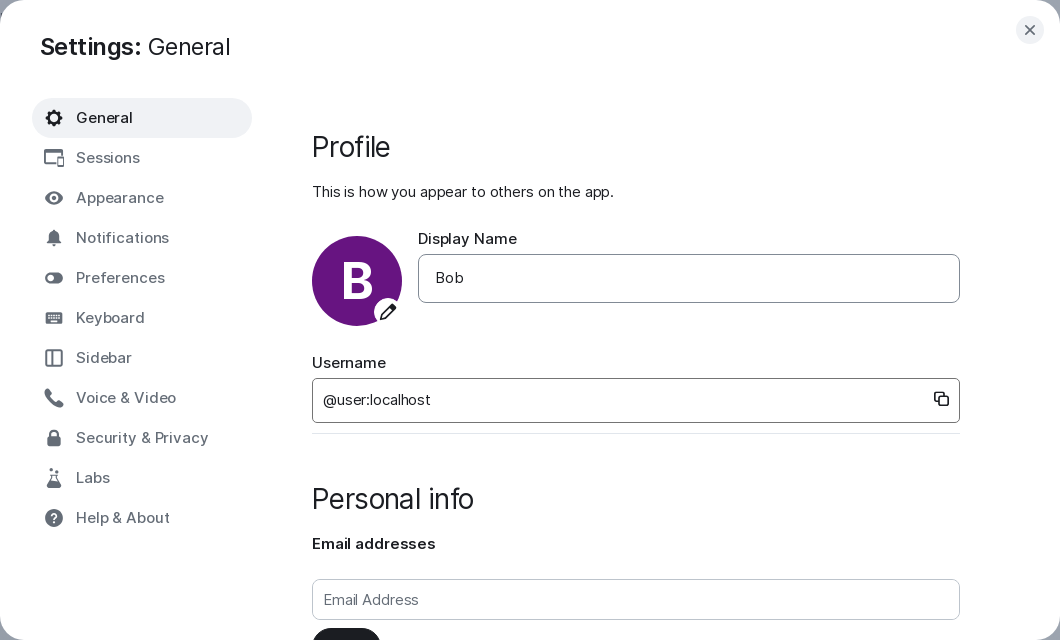 Settings: General
General
Sessions
Appearance
Notifications
Preferences
Keyboard
Sidebar
Voice & Video
Security & Privacy
Labs
Help & About
Profile
This is how you appear to others on the app.
B
Display Name
Bob
Username
@user:localhost
Personal info
Email addresses
Email Address